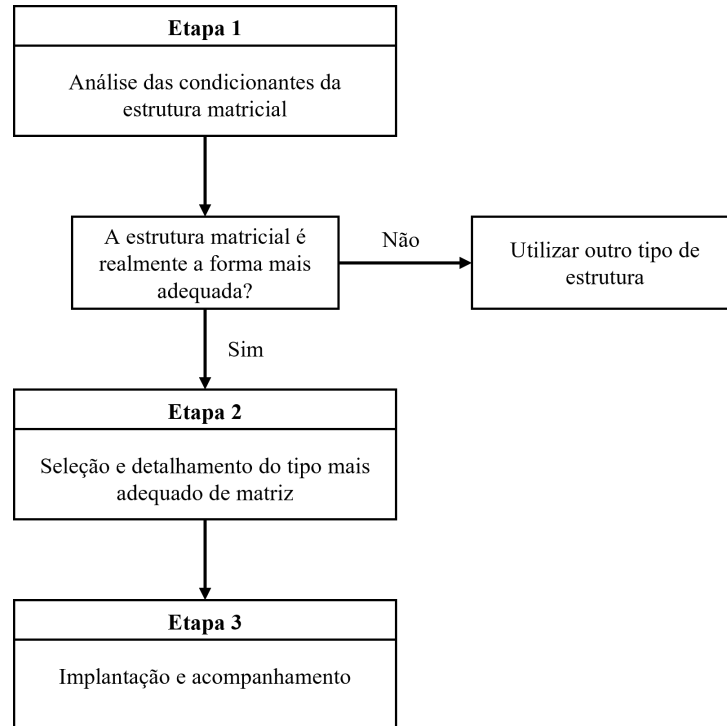 Etapa 1
Análise das condicionantes da
estrutura matricial
A estrutura matricial é
realmente a forma mais
adequada?
Não
Utilizar outro tipo de
estrutura
Sim
Etapa 2
Seleção e detalhamento do tipo mais
adequado de matriz
Etapa 3
Implantação e acompanhamento